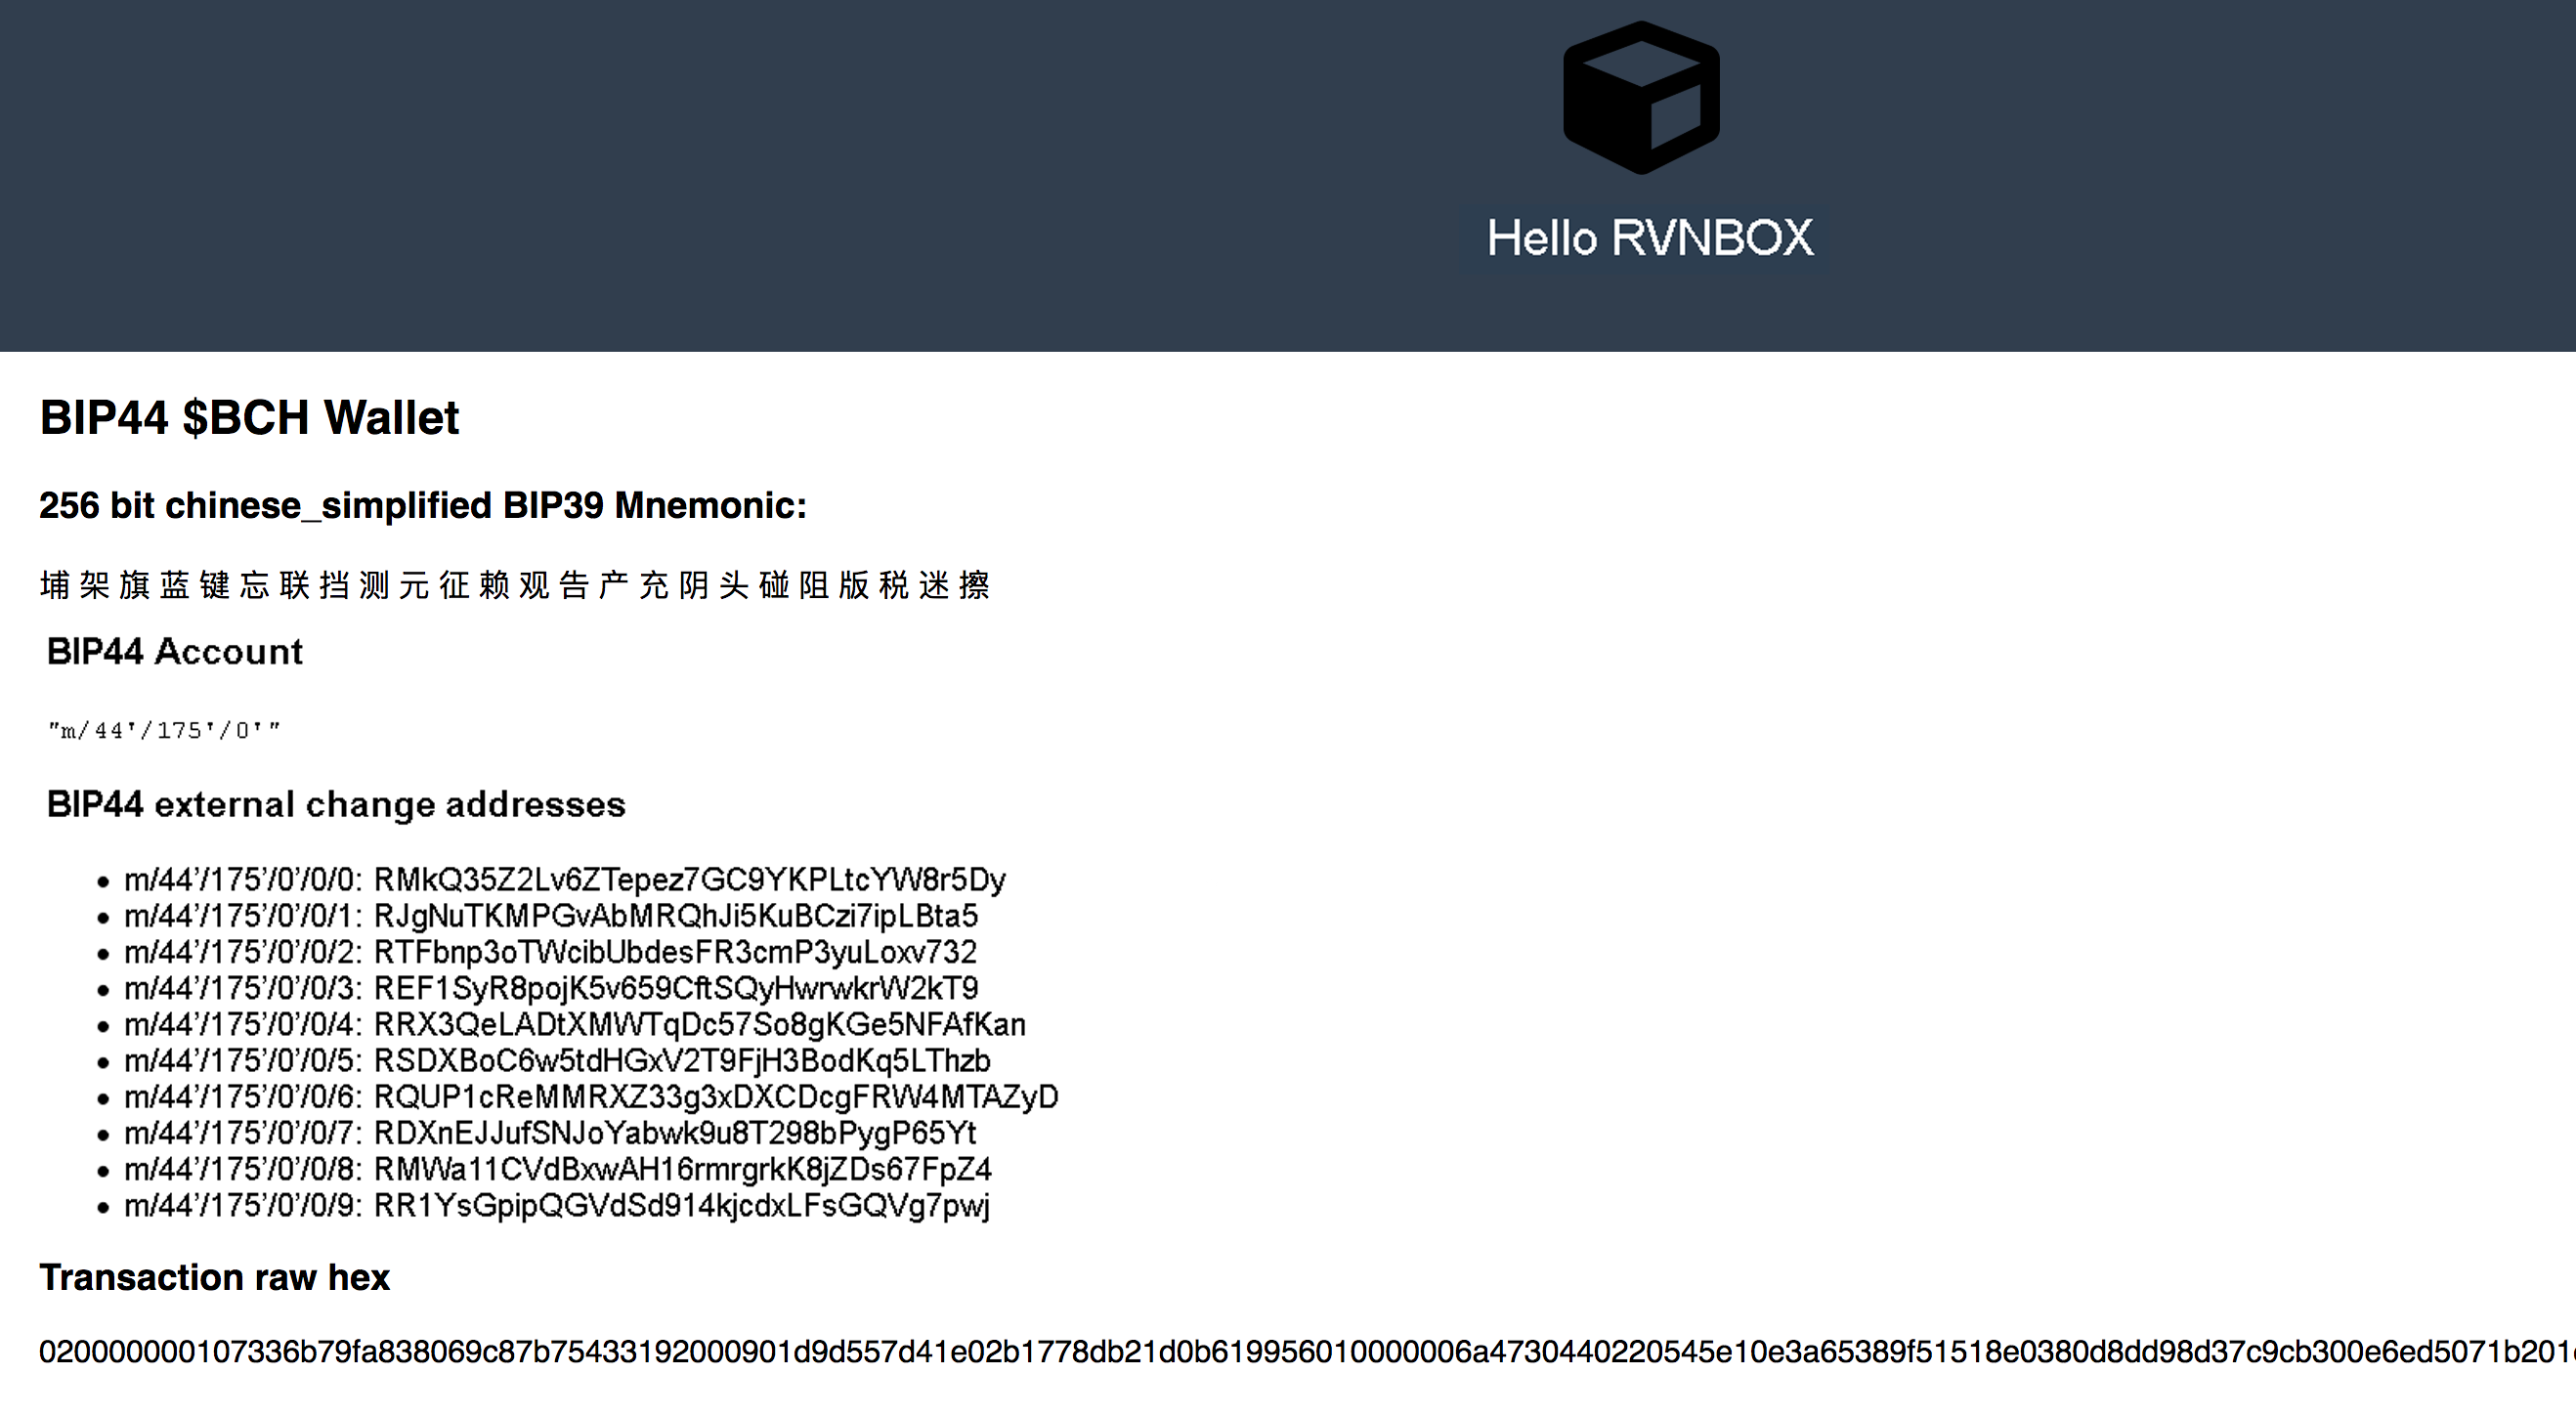 Hello RVNBOX
BIP44 $BCH Wallet
256 bit chinese_simplified BIP39 Mnemonic:
埔 架 旗 蓝 键 忘 联 挡 测 元 征 赖 观 告 产 充 阴 头 碰 阻 版 税 迷 擦
BIP44 Account
"m/44'/175'/0'"
BIP44 external change addresses
• m/44’/175’/0’/0/0: RMkQ35Z2Lv6ZTepez7GC9YKPLtcYW8r5Dy
• m/44’/175’/0’/0/1: RJgNuTKMPGvAbMRQhJi5KuBCzi7ipLBta5
• m/44’/175’/0’/0/2: RTFbnp3oTWcibUbdesFR3cmP3yuLoxv732
• m/44’/175’/0’/0/3: REF1SyR8pojK5v659CftSQyHwrwkrW2kT9
• m/44’/175’/0’/0/4: RRX3QeLADtXMWTqDc57So8gKGe5NFAfKan
• m/44’/175’/0’/0/5: RSDXBoC6w5tdHGxV2T9FjH3BodKq5LThzb
• m/44’/175’/0’/0/6: RQUP1cReMMRXZ33g3xDXCDcgFRW4MTAZyD
• m/44’/175’/0’/0/7: RDXnEJJufSNJoYabwk9u8T298bPygP65Yt
• m/44’/175’/0’/0/8: RMWa11CVdBxwAH16rmrgrkK8jZDs67FpZ4
• m/44’/175’/0’/0/9: RR1YsGpipQGVdSd914kjcdxLFsGQVg7pwj
Transaction raw hex
020000000107336b79fa838069c87b75433192000901d9d557d41e02b1778db21d0b619956010000006a4730440220545e10e3a65389f51518e0380d8dd98d37c9cb300e6ed5071b201